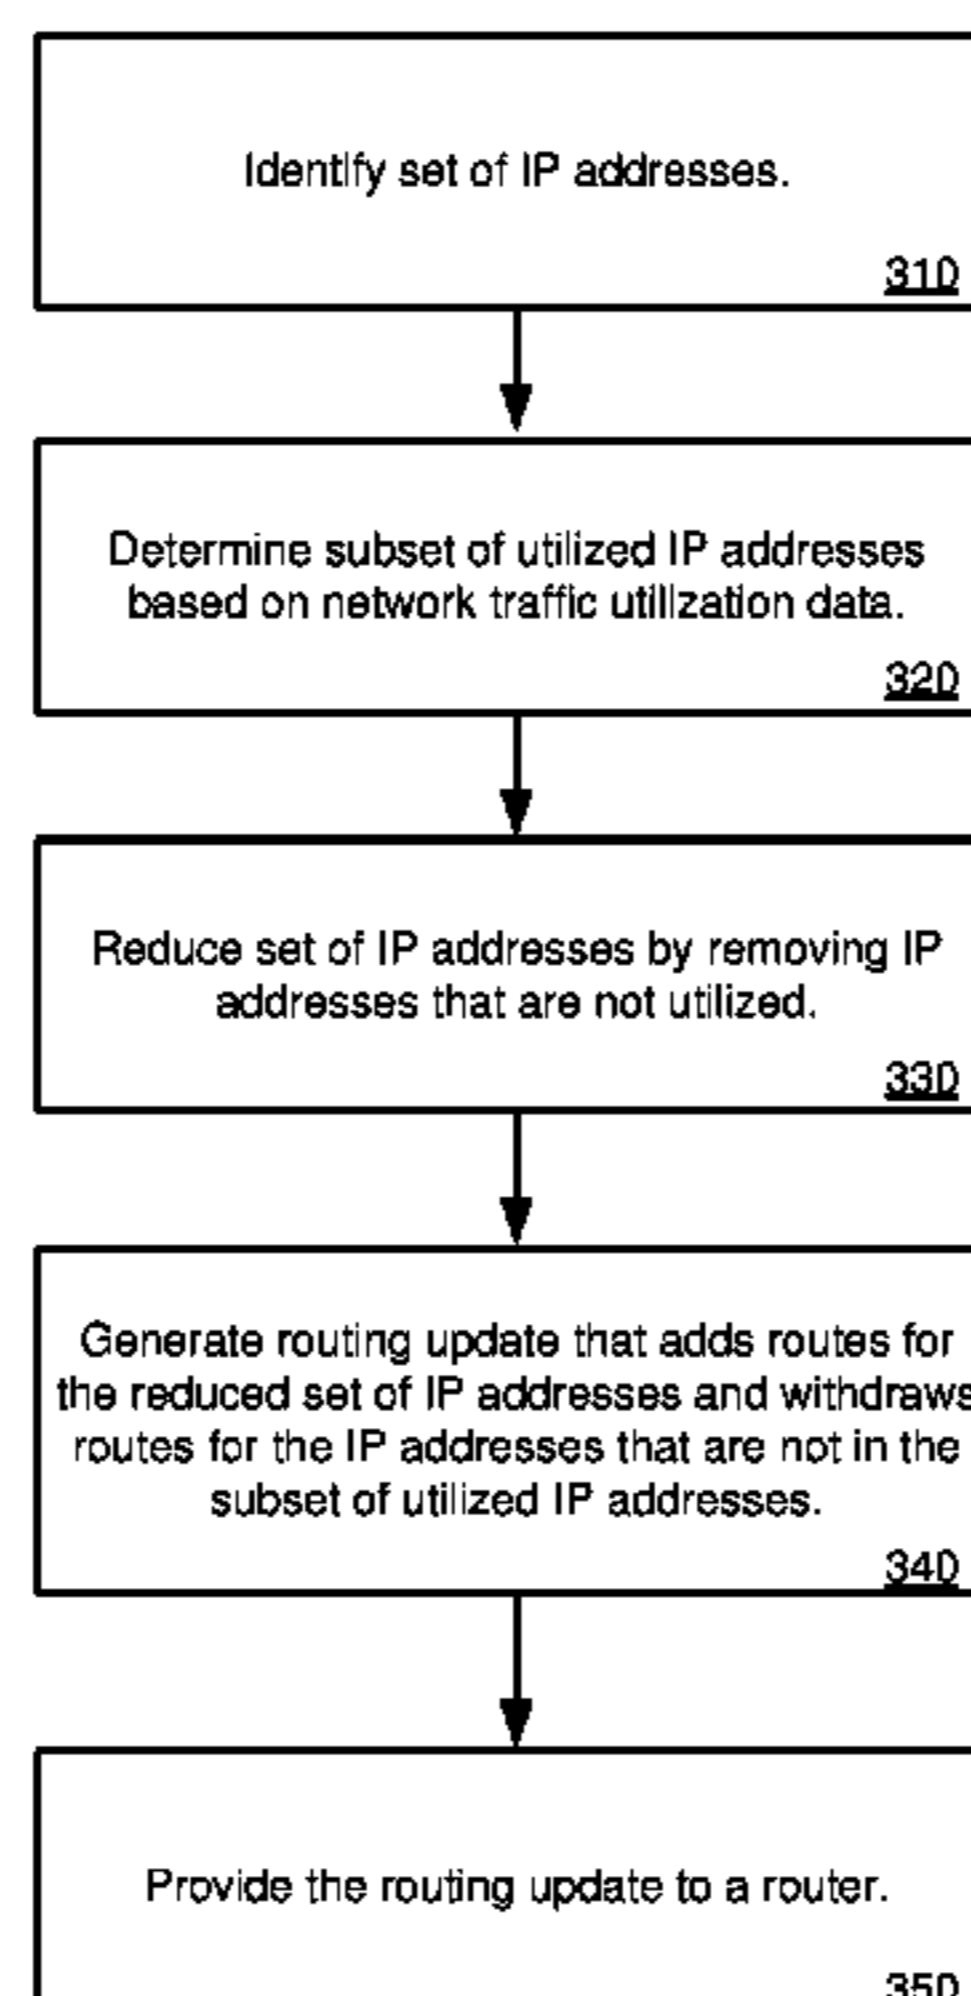 Identify set of IP addresses.
310
Determine subset of utilized IP addresses
based on network traffic utilization data.
320
Reduce set of IP addresses by removing IP
addresses that are not utilized.
330
Generate routing update that adds routes for
the reduced set of IP addresses and withdraws
routes for the IP addresses that are not in the
subset of utilized IP addresses.
340
Provide the routing update to a router.
350